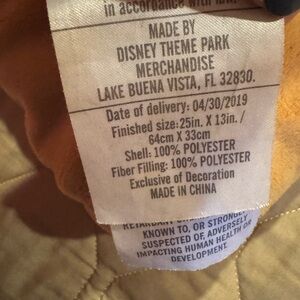 in accordance with law.
MADE BY
DISNEY THEME PARK
MERCHANDISE
LAKE BUENA VISTA, FL 32830.
Date of delivery: 04/30/2019
Finished size:25in. X 13in. /
64cm X 33cm
Shell: 100% POLYESTER
Fiber Filling: 100% POLYESTER
Exclusive of Decoration
MADE IN CHINA
RETARDANT
KNOWN TO, OR STRONGLY
SUSPECTED OF, ADVERSELY
IMPACTING HUMAN HEALTH OR
DEVELOPMENT.